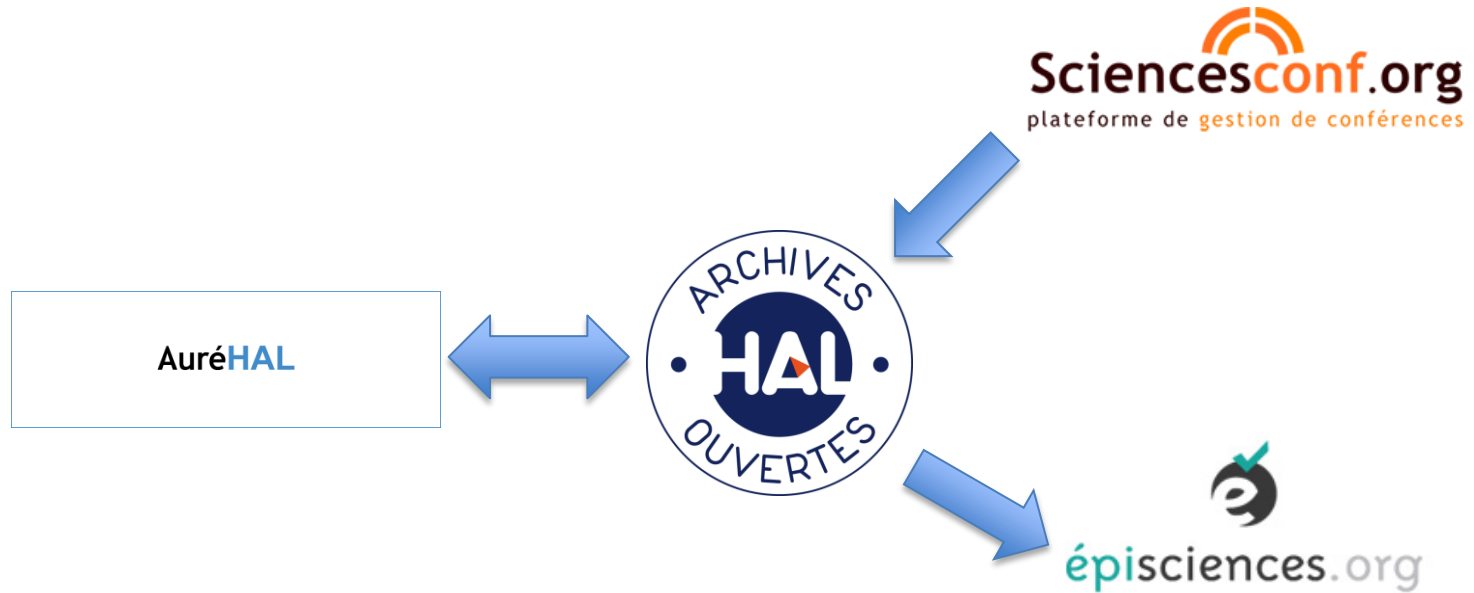 Sciencesconf.org
plateforme de gestion de conférences
ARCHIVES
HAL
OUVERTES
AuréHAL
e
épisciences.org